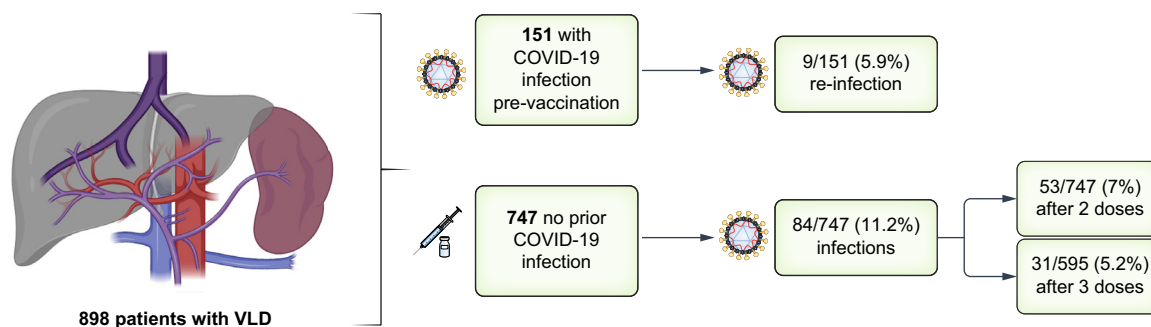 151 with
COVID-19
infection
pre-vaccination
9/151 (5.9%)
re-infection
747 no prior
COVID-19
infection
84/747 (11.2%)
infections
53/747 (7%)
after 2 doses
31/595 (5.2%)
after 3 doses
898 patients with VLD